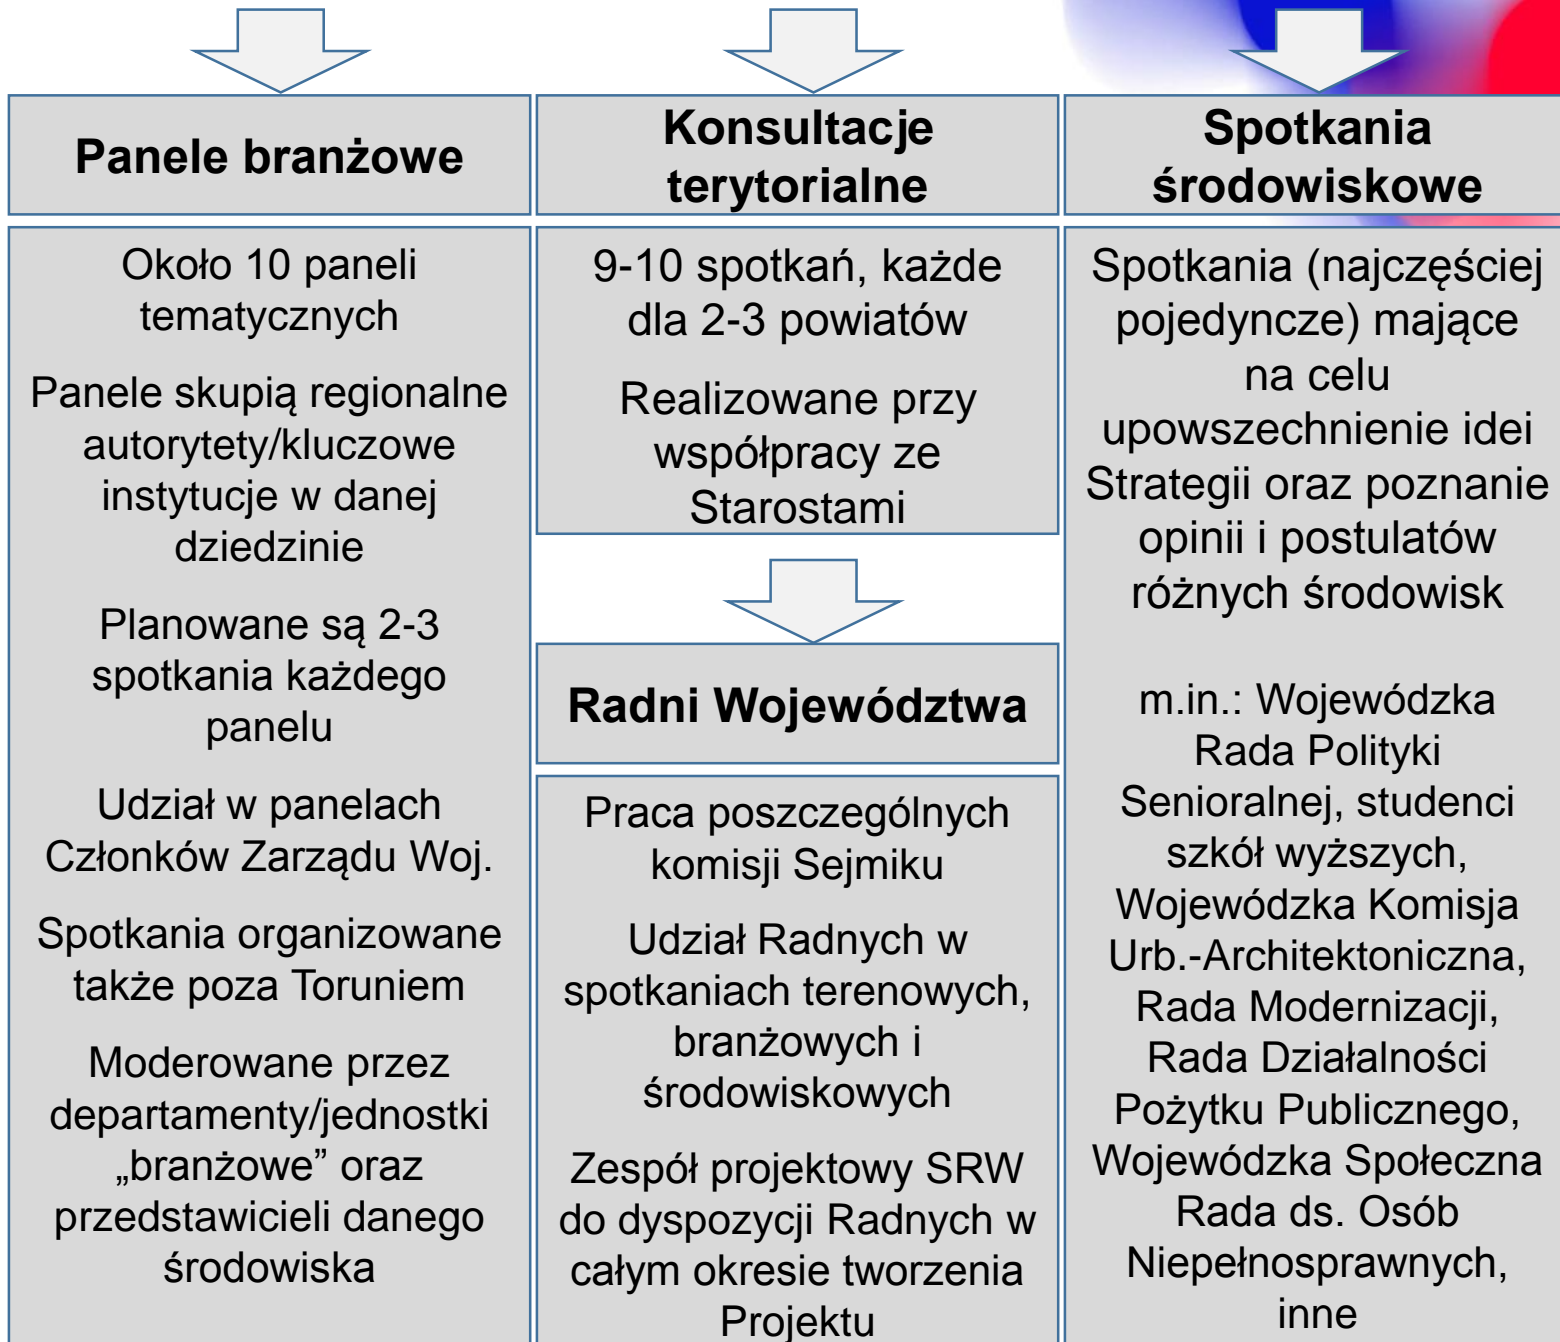 Panele branżowe
Około 10 paneli
tematycznych
Panele skupią regionalne
autorytety/kluczowe
instytucje w danej
dziedzinie
Planowane są 2-3
spotkania każdego
panelu
Udział w panelach
Członków Zarządu Woj.
Spotkania organizowane
także poza Toruniem
Moderowane przez
departamenty/jednostki
„branżowe” oraz
przedstawicieli danego
środowiska
Konsultacje
terytorialne
9-10 spotkań, każde
dla 2-3 powiatów
Realizowane przy
współpracy ze
Starostami
Radni Województwa
Praca poszczególnych
komisji Sejmiku
Udział Radnych w
spotkaniach terenowych,
branżowych i
środowiskowych
Zespół projektowy SRW
do dyspozycji Radnych w
całym okresie tworzenia
Projektu
Spotkania
środowiskowe
Spotkania (najczęściej
pojedyncze) mające
na celu
upowszechnienie idei
Strategii oraz poznanie
opinii i postulatów
różnych środowisk
m.in.: Wojewódzka
Rada Polityki
Senioralnej, studenci
szkół wyższych,
Wojewódzka Komisja
Urb.-Architektoniczna,
Rada Modernizacji,
Rada Działalności
Pożytku Publicznego,
Wojewódzka Społeczna
Rada ds. Osób
Niepełnosprawnych,
inne